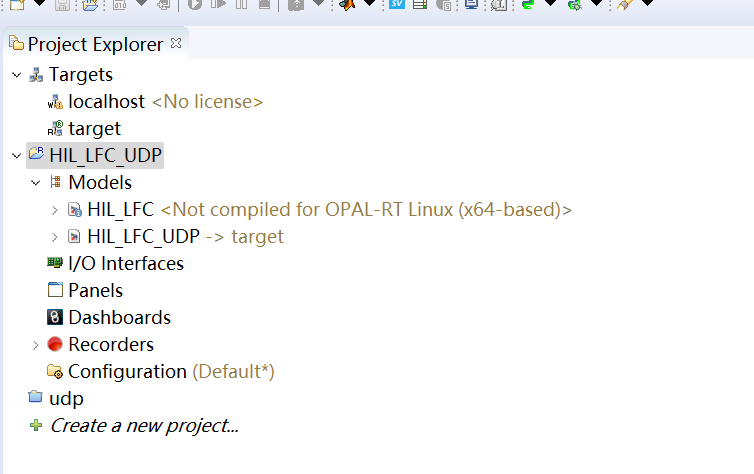 SV
Project Explorer
Targets
localhost <No license>
target
HIL_LFC_UDP
Models
HIL_LFC <Not compiled for OPAL-RT Linux (x64-based)>
HIL_LFC_UDP -> target
I/O Interfaces
Panels
Dashboards
Recorders
Configuration (Default*)
udp
Create a new project...